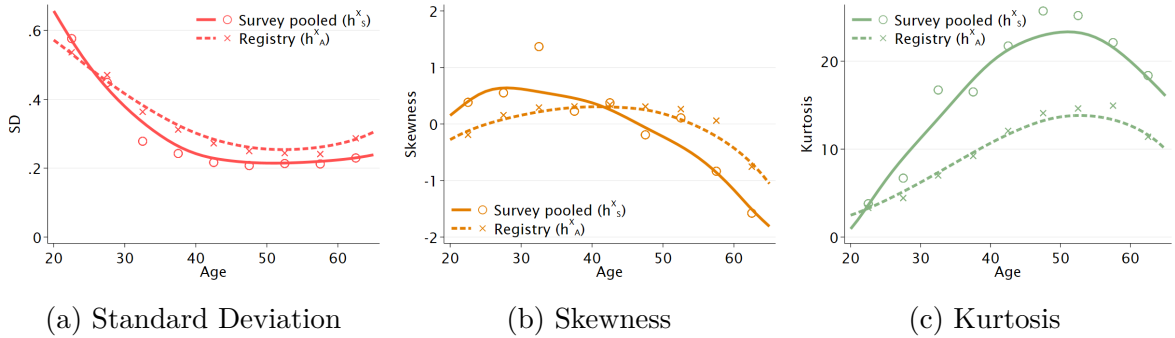 .6
.4
.2
0
SD
20 30 40 50 60
Age
Survey pooled (h^X_S)
Registry (h^X_A)
(a) Standard Deviation
2
1
0
-1
-2
Skewness
20 30 40 50 60
Age
Survey pooled (h^X_S)
Registry (h^X_A)
(b) Skewness
20
10
0
Kurtosis
20 30 40 50 60
Age
Survey pooled (h^X_S)
Registry (h^X_A)
(c) Kurtosis